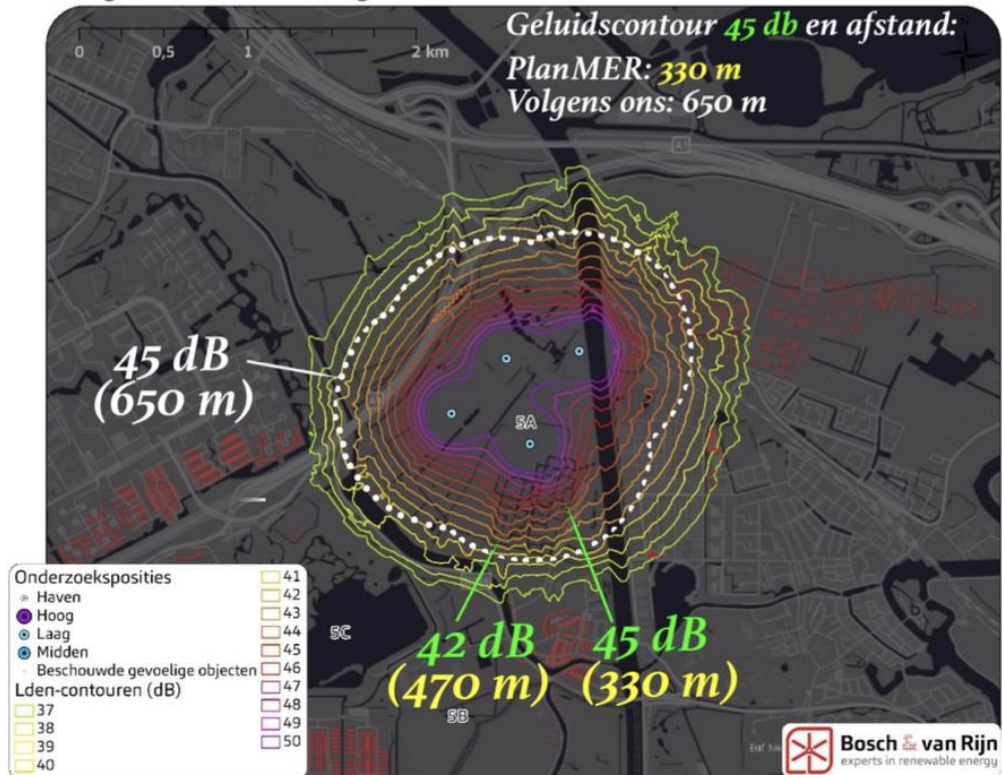 0
0,5
1
2 km
Geluidscontour 45 db en afstand:
PlanMER: 330 m
Volgens ons: 650 m
A1
45 dB
(650 m)
5A
42 dB
(470 m)
45 dB
(330 m)
5C
5B
Onderzoeksposities
Haven
Hoog
Laag
Midden
Beschouwde gevoelige objecten
Lden-contouren (dB)
37
38
39
40
41
42
43
44
45
46
47
48
49
50
Bosch & van Rijn
experts in renewable energy